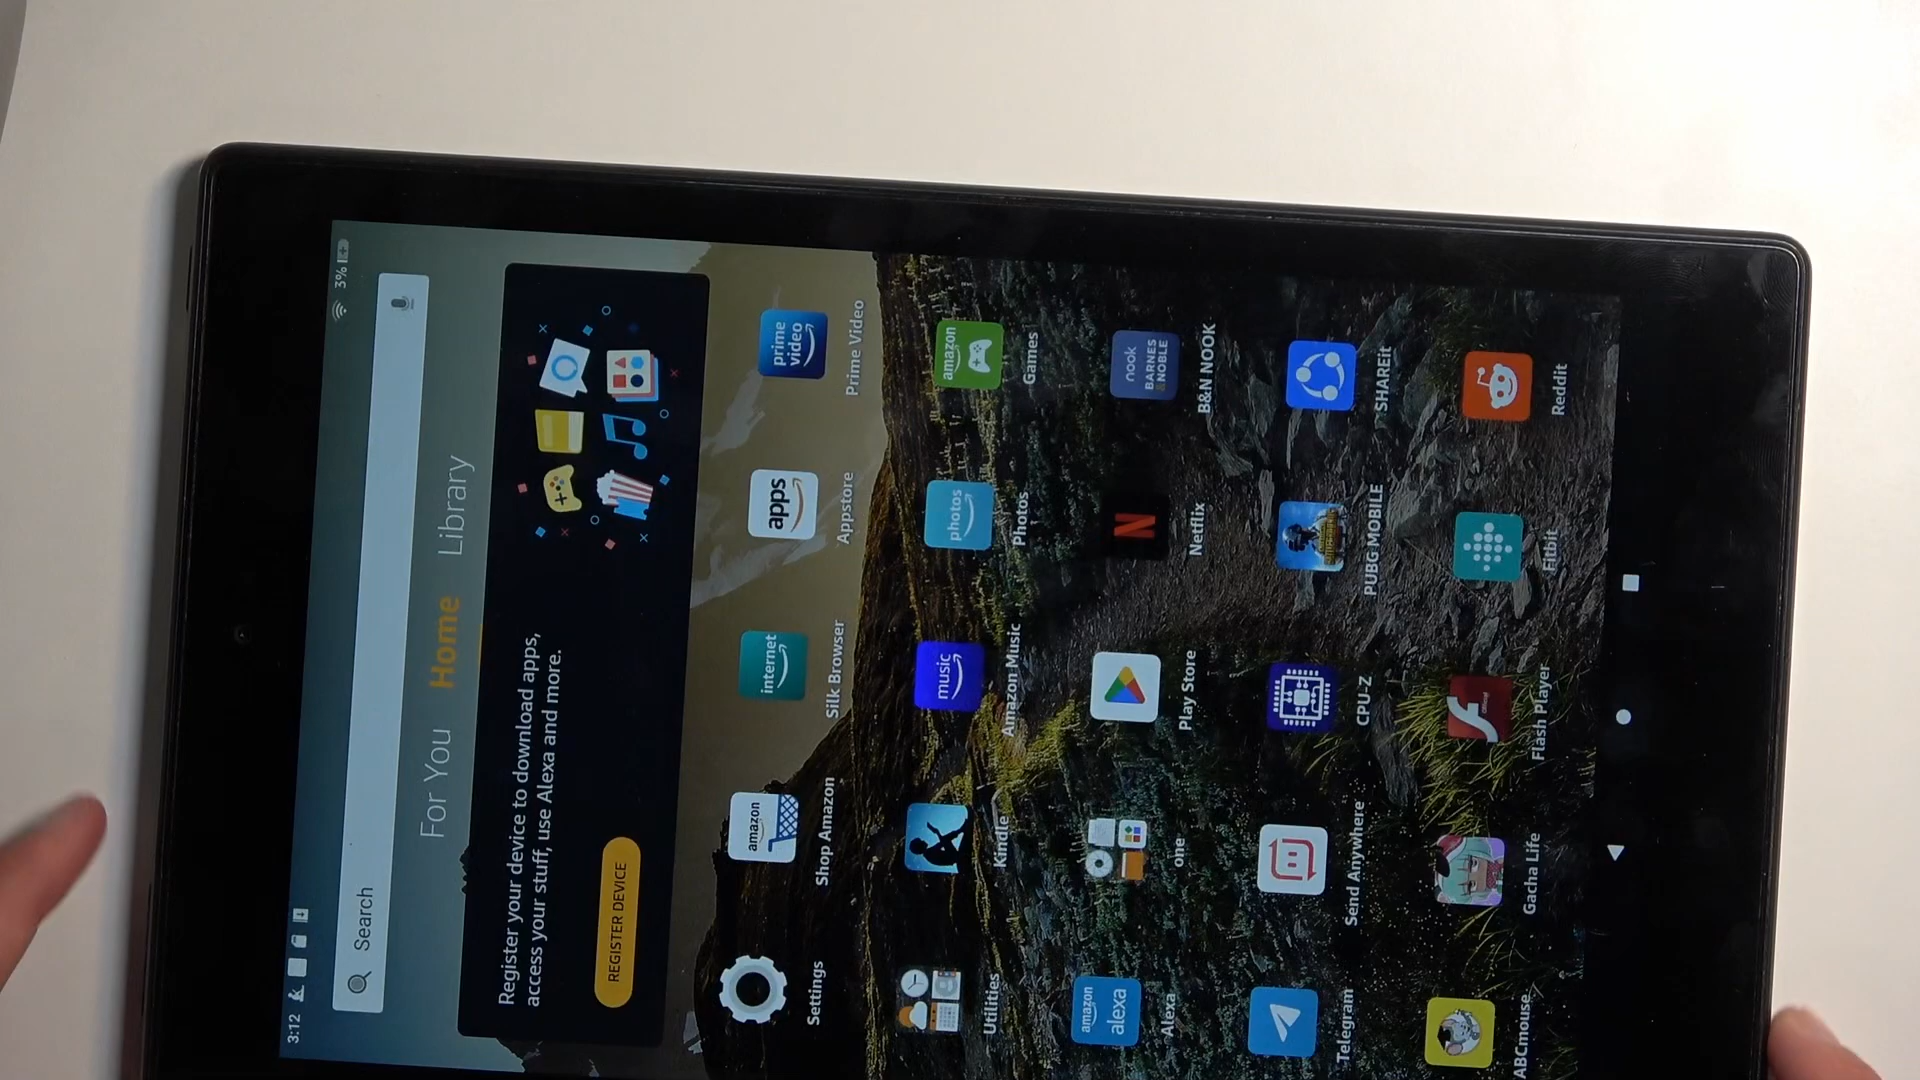 3:12
3%
Search
For You Home Library
Register your device to download apps,
access your stuff, use Alexa and more.
REGISTER DEVICE
amazon
internet
apps
prime video
Settings Shop Amazon Silk Browser Appstore Prime Video
music
photos
amazon
Utilities Kindle Amazon Music Photos Games
amazon alexa
N
nook
BARNES & NOBLE
Alexa one Play Store Netflix B&N NOOK
Telegram Send Anywhere CPU-Z PUBG MOBILE SHAREit
ABCmouse. Gacha Life Flash Player Fitbit Reddit